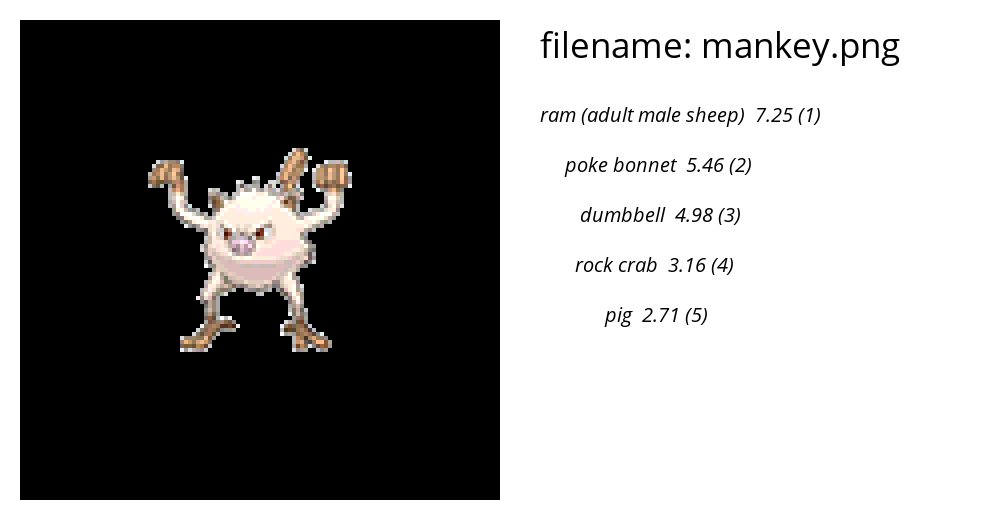 filename: mankey.png
ram (adult male sheep) 7.25 (1)
poke bonnet 5.46 (2)
dumbbell 4.98 (3)
rock crab 3.16 (4)
pig 2.71 (5)